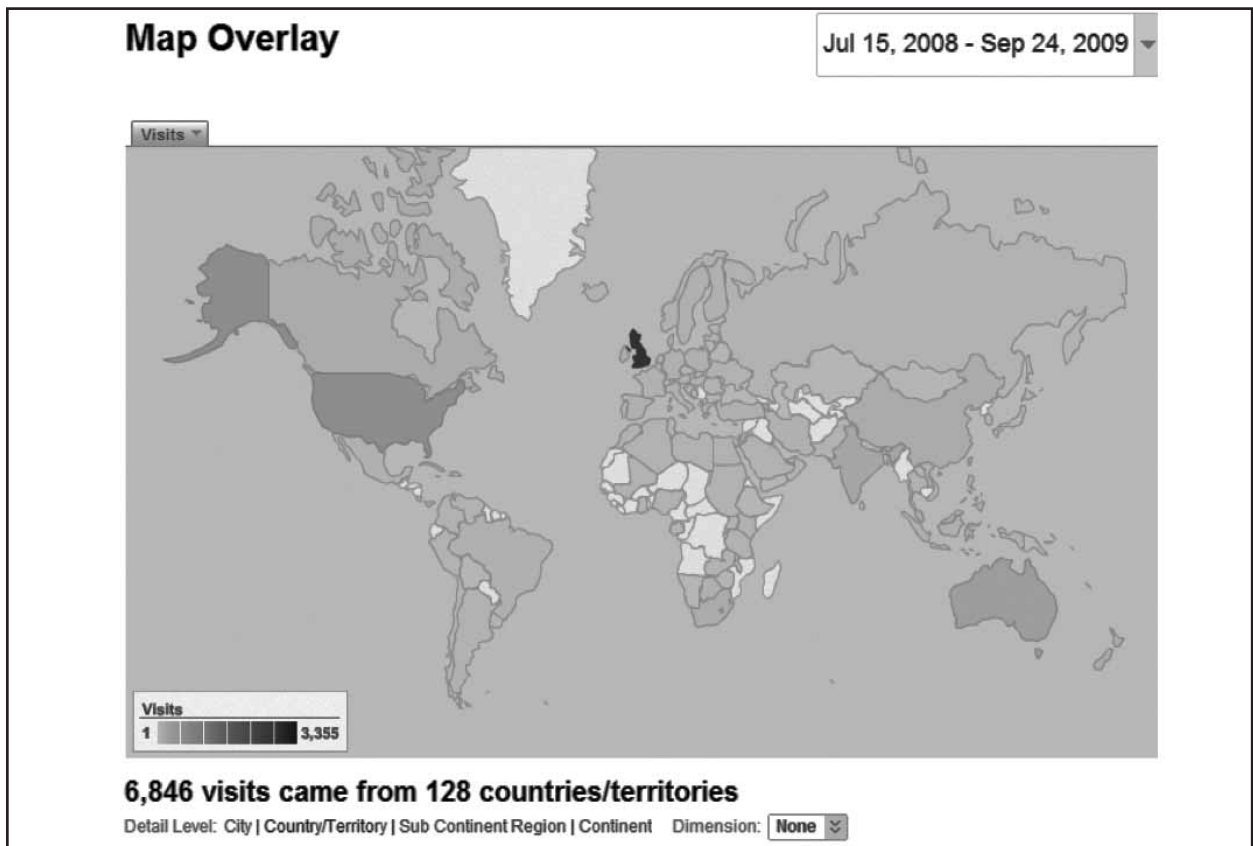 Map Overlay
Jul 15, 2008 - Sep 24, 2009
Visits
Visits
1 3,355
6,846 visits came from 128 countries/territories
Detail Level: City | Country/Territory | Sub Continent Region | Continent Dimension: None